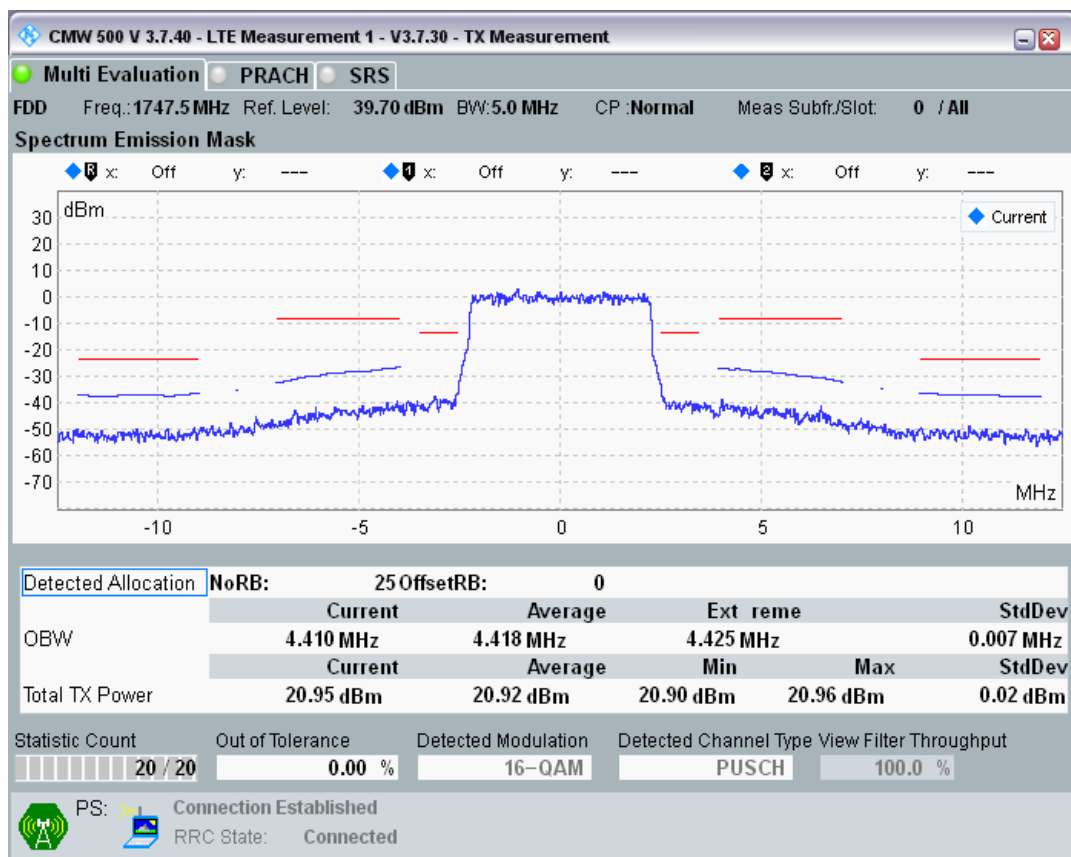 CMW 500 V 3.7.40 - LTE Measurement 1 - V3.7.30 - TX Measurement
Multi Evaluation PRACH SRS
FDD Freq.: 1747.5 MHz Ref. Level: 39.70 dBm BW: 5.0 MHz CP : Normal Meas Subfr./Slot: 0 / All
Spectrum Emission Mask
R x: Off y: --- 1 x: Off y: --- 2 x: Off y: ---
dBm
Current
30
20
10
0
-10
-20
-30
-40
-50
-60
-70
MHz
-10 -5 0 5 10
Detected Allocation NoRB: 25 OffsetRB: 0
Current Average Ext reme StdDev
OBW 4.410 MHz 4.418 MHz 4.425 MHz 0.007 MHz
Current Average Min Max StdDev
Total TX Power 20.95 dBm 20.92 dBm 20.90 dBm 20.96 dBm 0.02 dBm
Statistic Count Out of Tolerance Detected Modulation Detected Channel Type View Filter Throughput
20 / 20 0.00 % 16-QAM PUSCH 100.0 %
PS: Connection Established
RRC State: Connected